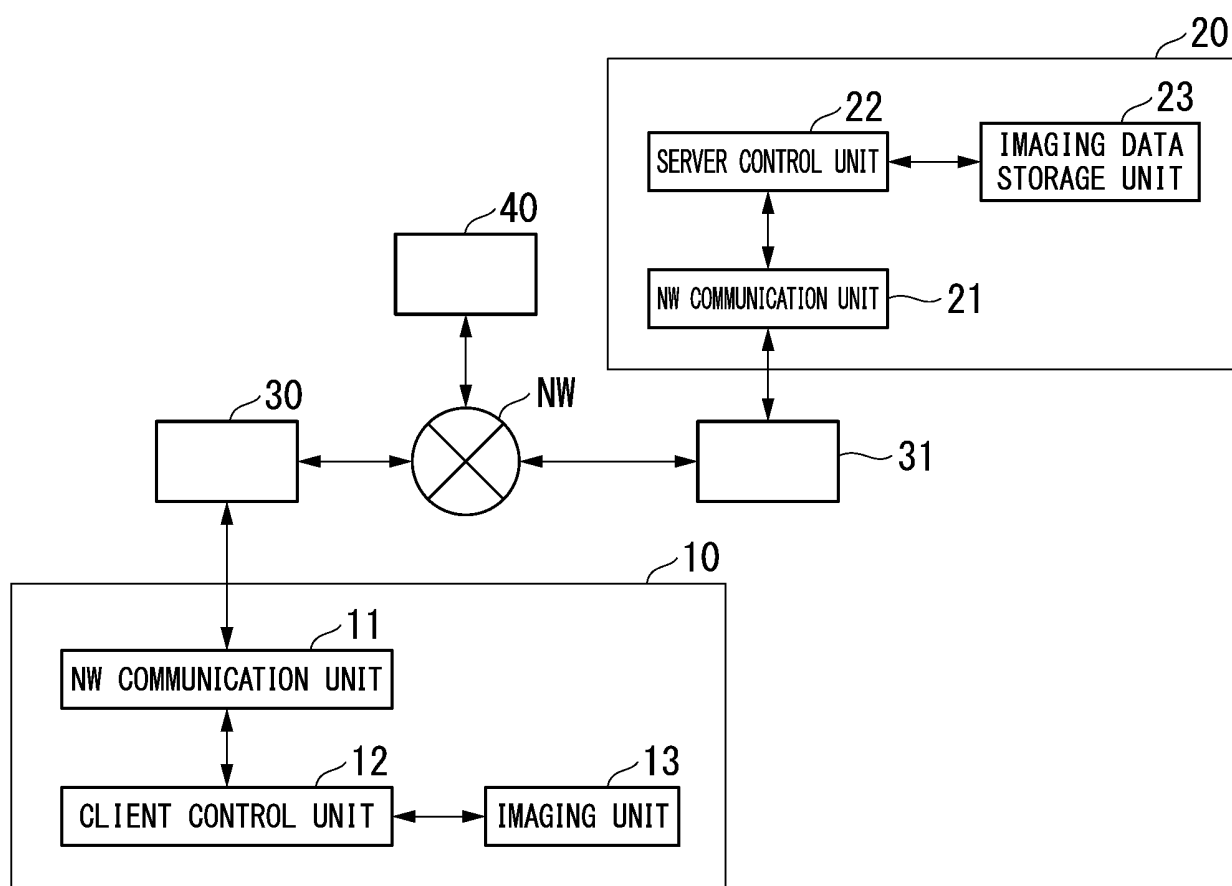 20
22
23
SERVER CONTROL UNIT
IMAGING DATA
STORAGE UNIT
40
NW COMMUNICATION UNIT
21
30
NW
31
10
11
NW COMMUNICATION UNIT
12
13
CLIENT CONTROL UNIT
IMAGING UNIT